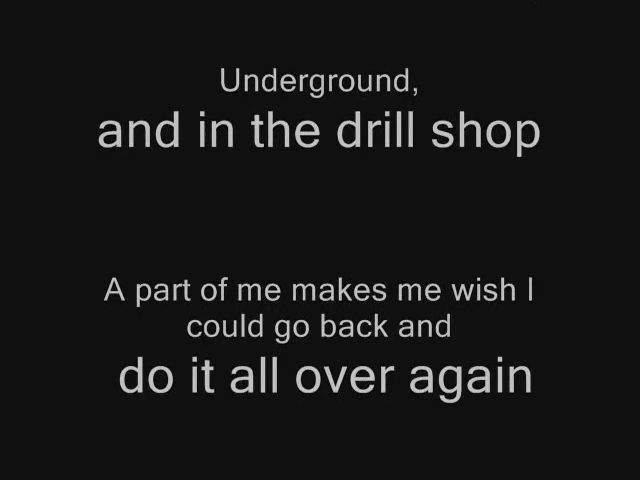 Underground,
and in the drill shop
A part of me makes me wish I
could go back and
do it all over again